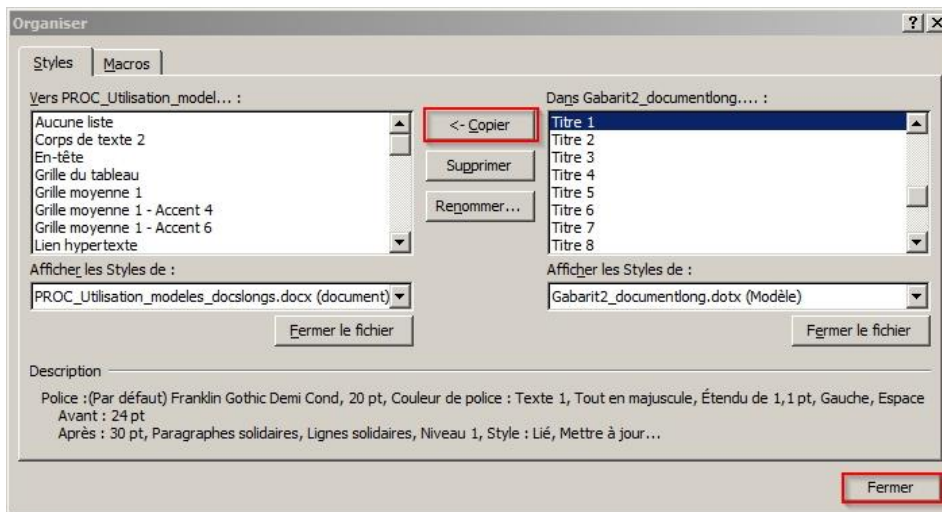 Organiser
Styles
Macros
Vers PROC_Utilisation_model... :
Aucune liste
Corps de texte 2
En-tête
Grille du tableau
Grille moyenne 1
Grille moyenne 1 - Accent 4
Grille moyenne 1 - Accent 6
Lien hypertexte
<- Copier
Supprimer
Renommer...
Dans Gabarit2_documentlong.... :
Titre 1
Titre 2
Titre 3
Titre 4
Titre 5
Titre 6
Titre 7
Titre 8
Afficher les Styles de :
PROC_Utilisation_modeles_docslongs.docx (document)
Fermer le fichier
Afficher les Styles de :
Gabarit2_documentlong.dotx (Modèle)
Fermer le fichier
Description
Police :(Par défaut) Franklin Gothic Demi Cond, 20 pt, Couleur de police : Texte 1, Tout en majuscule, Étendu de 1,1 pt, Gauche, Espace
Avant : 24 pt
Après : 30 pt, Paragraphes solidaires, Lignes solidaires, Niveau 1, Style : Lié, Mettre à jour...
Fermer